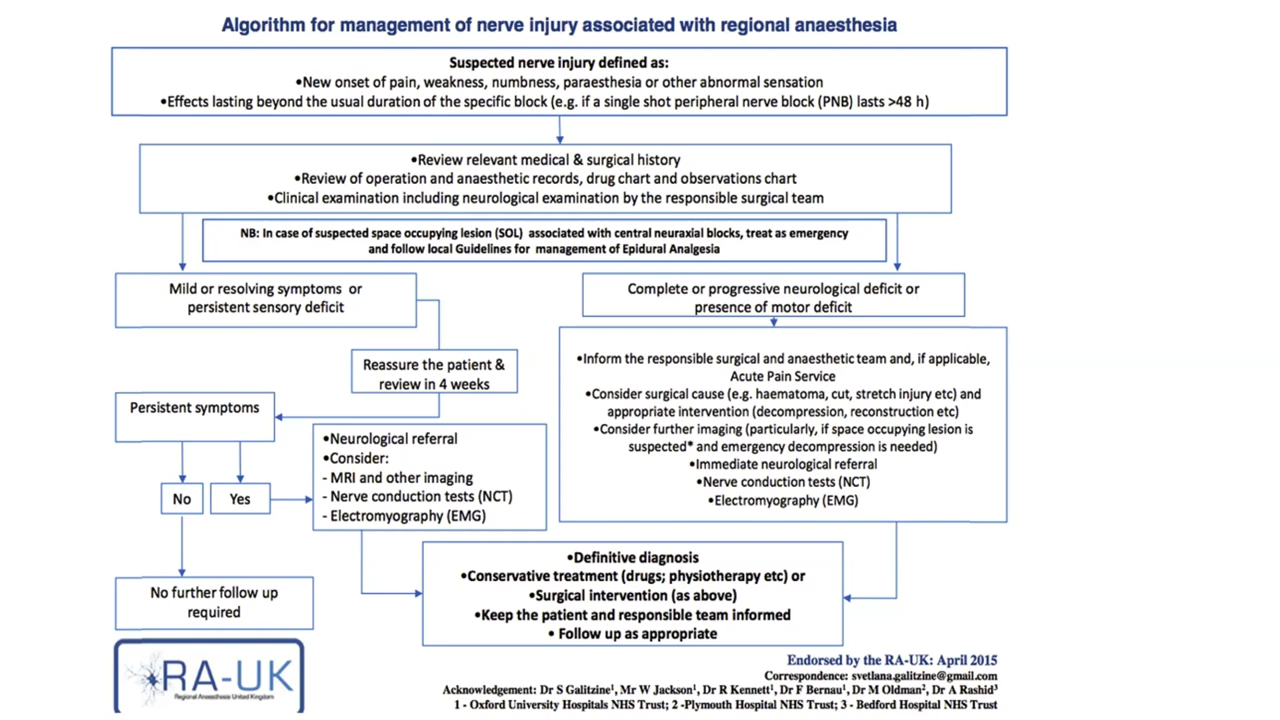 Algorithm for management of nerve injury associated with regional anaesthesia
Suspected nerve injury defined as:
•New onset of pain, weakness, numbness, paraesthesia or other abnormal sensation
•Effects lasting beyond the usual duration of the specific block (e.g. if a single shot peripheral nerve block (PNB) lasts >48 h)
•Review relevant medical & surgical history
•Review of operation and anaesthetic records, drug chart and observations chart
•Clinical examination including neurological examination by the responsible surgical team
NB: In case of suspected space occupying lesion (SOL) associated with central neuraxial blocks, treat as emergency
and follow local Guidelines for management of Epidural Analgesia
Mild or resolving symptoms or
persistent sensory deficit
Complete or progressive neurological deficit or
presence of motor deficit
Reassure the patient &
review in 4 weeks
•Inform the responsible surgical and anaesthetic team and, if applicable,
Acute Pain Service
•Consider surgical cause (e.g. haematoma, cut, stretch injury etc) and
appropriate intervention (decompression, reconstruction etc)
•Consider further imaging (particularly, if space occupying lesion is
suspected* and emergency decompression is needed)
•Immediate neurological referral
•Nerve conduction tests (NCT)
•Electromyography (EMG)
Persistent symptoms
No
Yes
•Neurological referral
•Consider:
- MRI and other imaging
- Nerve conduction tests (NCT)
- Electromyography (EMG)
No further follow up
required
•Definitive diagnosis
•Conservative treatment (drugs; physiotherapy etc) or
•Surgical intervention (as above)
•Keep the patient and responsible team informed
• Follow up as appropriate
RA-UK
Regional Anaesthesia United Kingdom
Endorsed by the RA-UK: April 2015
Correspondence: svetlana.galitzine@gmail.com
Acknowledgement: Dr S Galitzine¹, Mr W Jackson¹, Dr R Kennett¹, Dr F Bernau¹, Dr M Oldman², Dr A Rashid³
1 - Oxford University Hospitals NHS Trust; 2 -Plymouth Hospital NHS Trust; 3 - Bedford Hospital NHS Trust